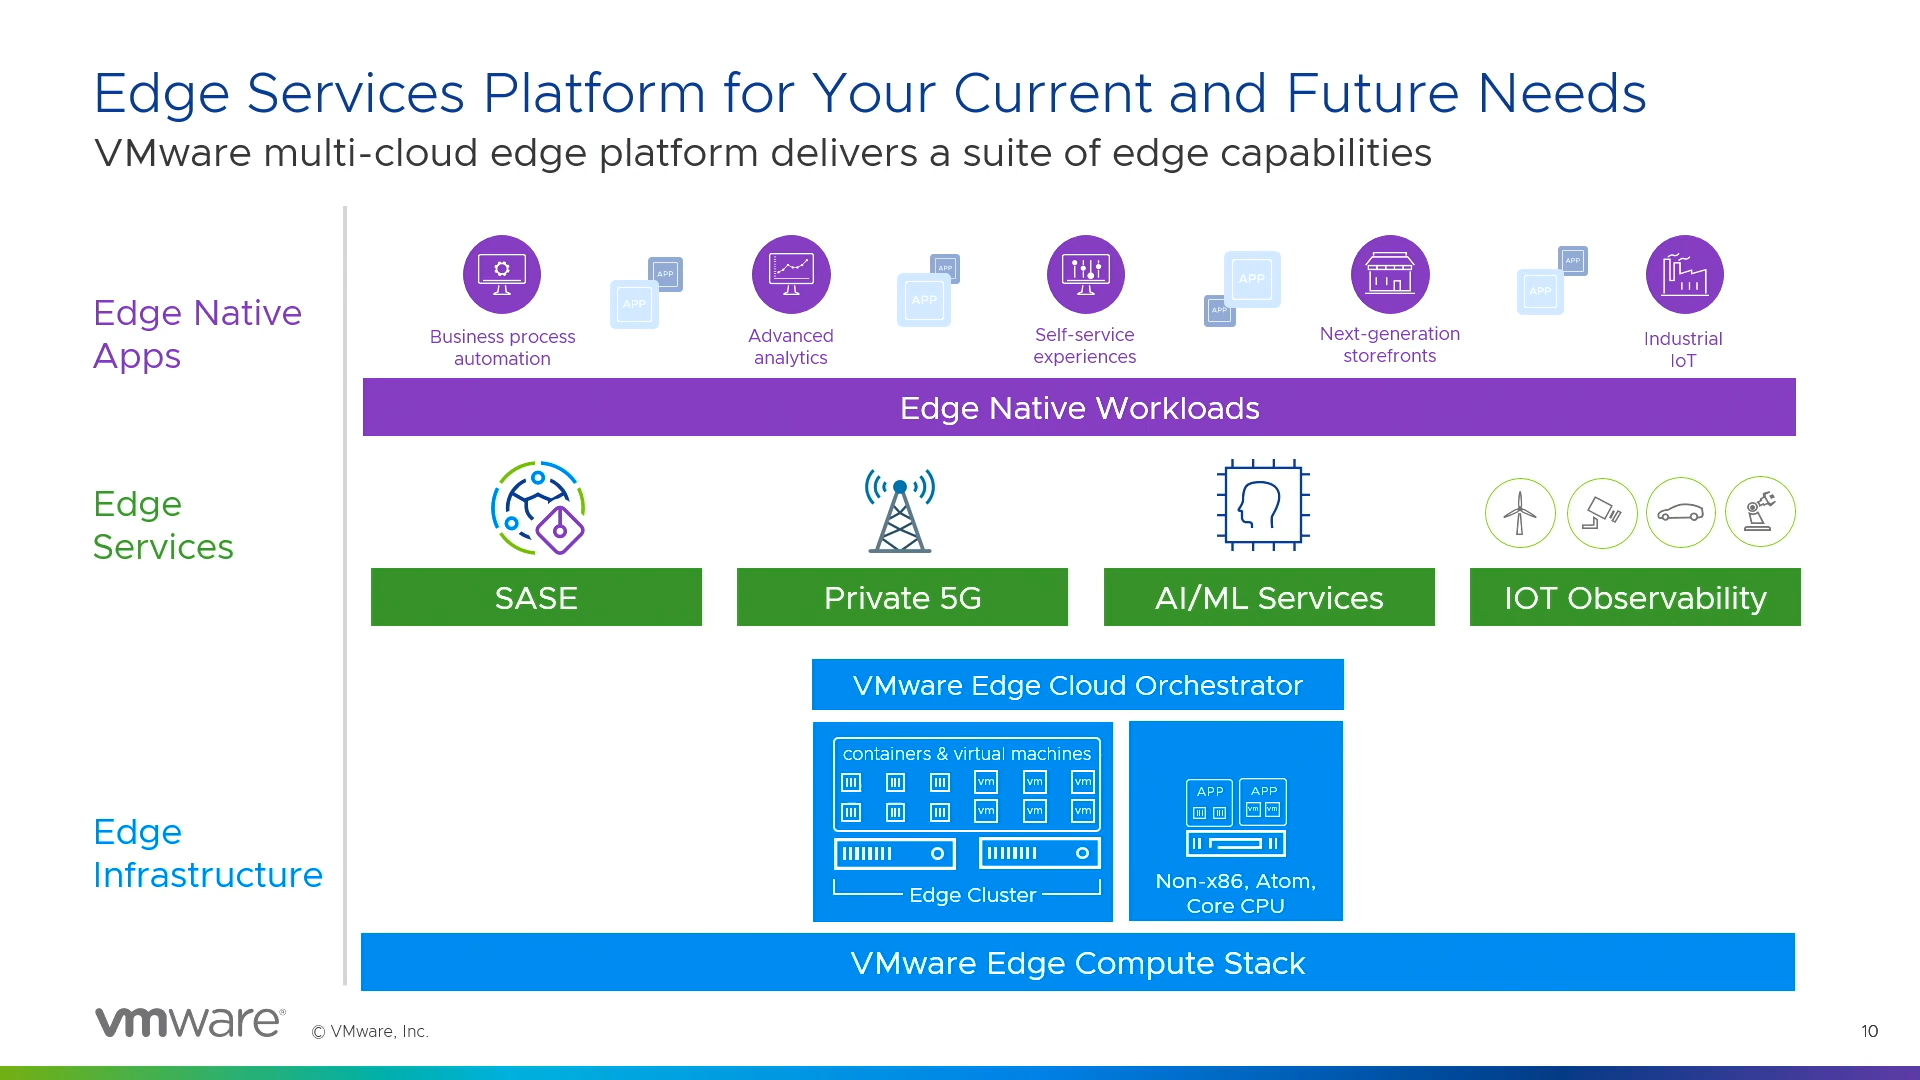 Edge Services Platform for Your Current and Future Needs
VMware multi-cloud edge platform delivers a suite of edge capabilities
Edge Native
Apps
Business process
automation
APP
APP
Advanced
analytics
APP
APP
Self-service
experiences
APP
APP
Next-generation
storefronts
APP
APP
Industrial
IoT
Edge Native Workloads
Edge
Services
SASE
Private 5G
AI/ML Services
IOT Observability
Edge
Infrastructure
VMware Edge Cloud Orchestrator
containers & virtual machines
vm vm vm
vm vm vm
Edge Cluster
APP APP
vm vm
Non-x86, Atom,
Core CPU
VMware Edge Compute Stack
vmware®
© VMware, Inc.
10